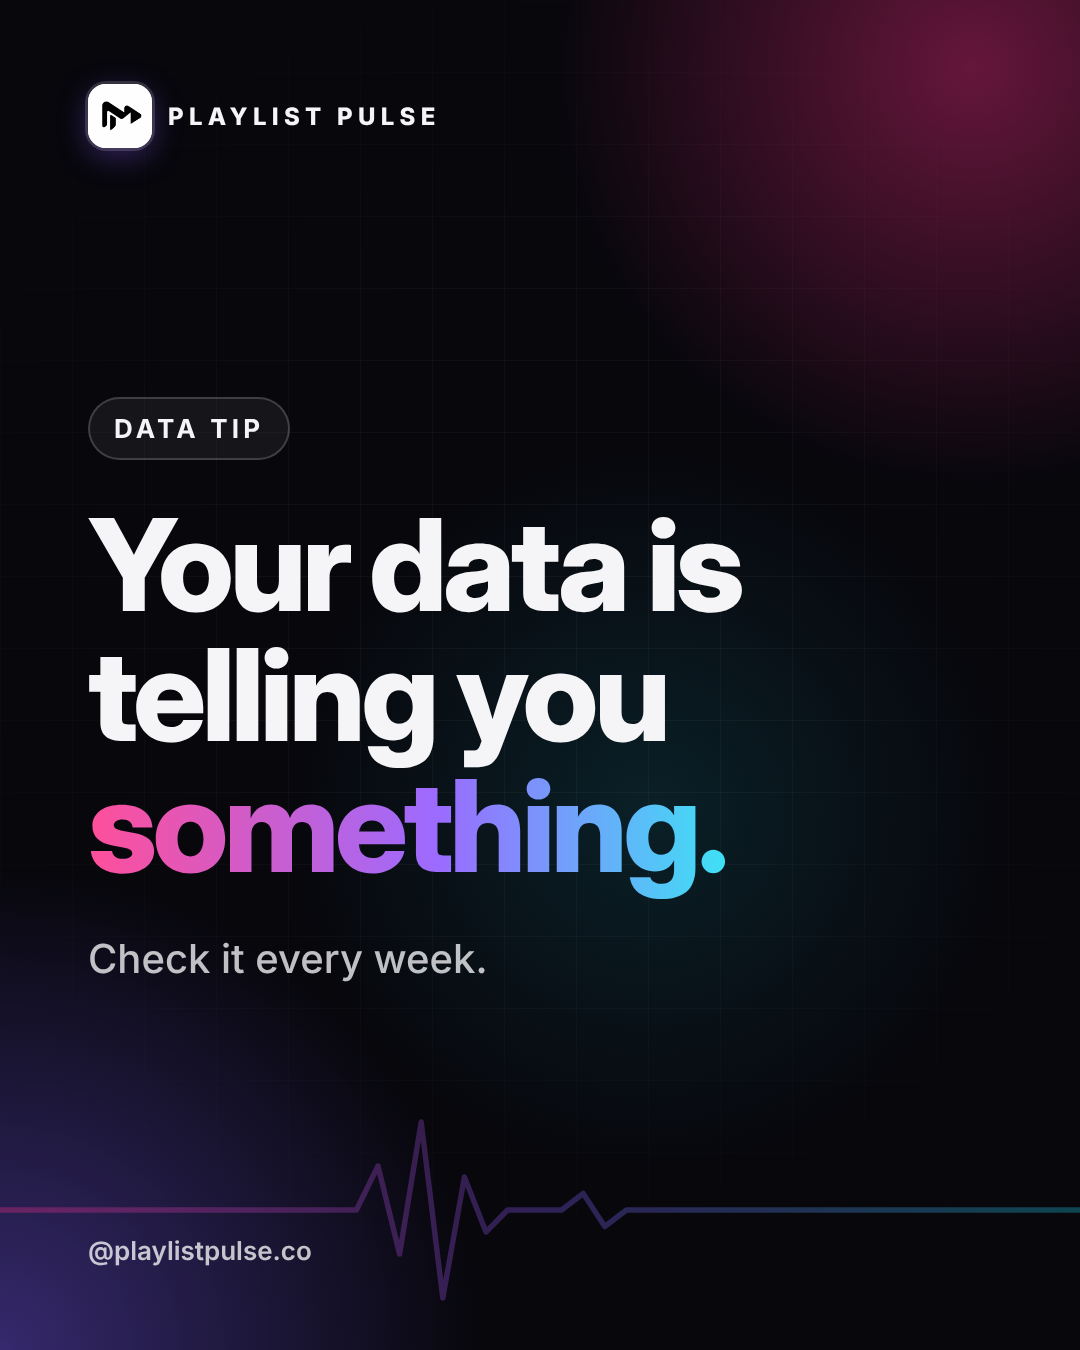 PLAYLIST PULSE
DATA TIP
Your data is
telling you
something.
Check it every week.
@playlistpulse.co